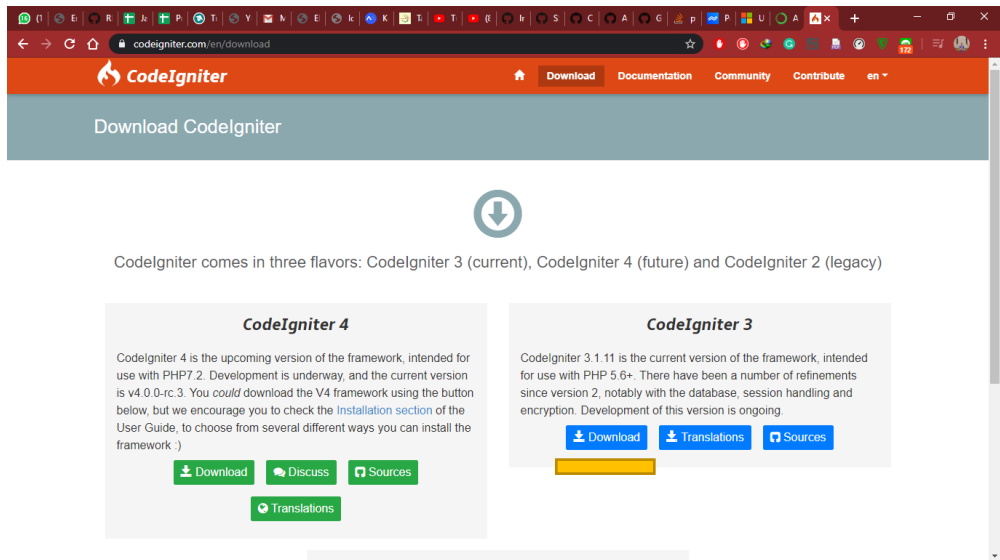 codeigniter.com/en/download
CodeIgniter
Download
Documentation
Community
Contribute
en
Download CodeIgniter
CodeIgniter comes in three flavors: CodeIgniter 3 (current), CodeIgniter 4 (future) and CodeIgniter 2 (legacy)
CodeIgniter 4
CodeIgniter 4 is the upcoming version of the framework, intended for
use with PHP7.2. Development is underway, and the current version
is v4.0.0-rc.3. You could download the V4 framework using the button
below, but we encourage you to check the Installation section of the
User Guide, to choose from several different ways you can install the
framework :)
Download
Discuss
Sources
Translations
CodeIgniter 3
CodeIgniter 3.1.11 is the current version of the framework, intended
for use with PHP 5.6+. There have been a number of refinements
since version 2, notably with the database, session handling and
encryption. Development of this version is ongoing.
Download
Translations
Sources